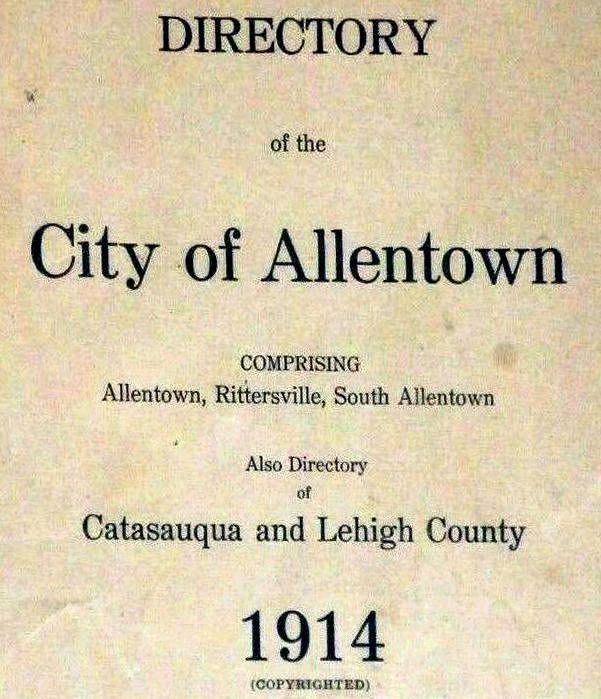 DIRECTORY
of the
City of Allentown
COMPRISING
Allentown, Rittersville, South Allentown
Also Directory
of
Catasauqua and Lehigh County
1914
(COPYRIGHTED)